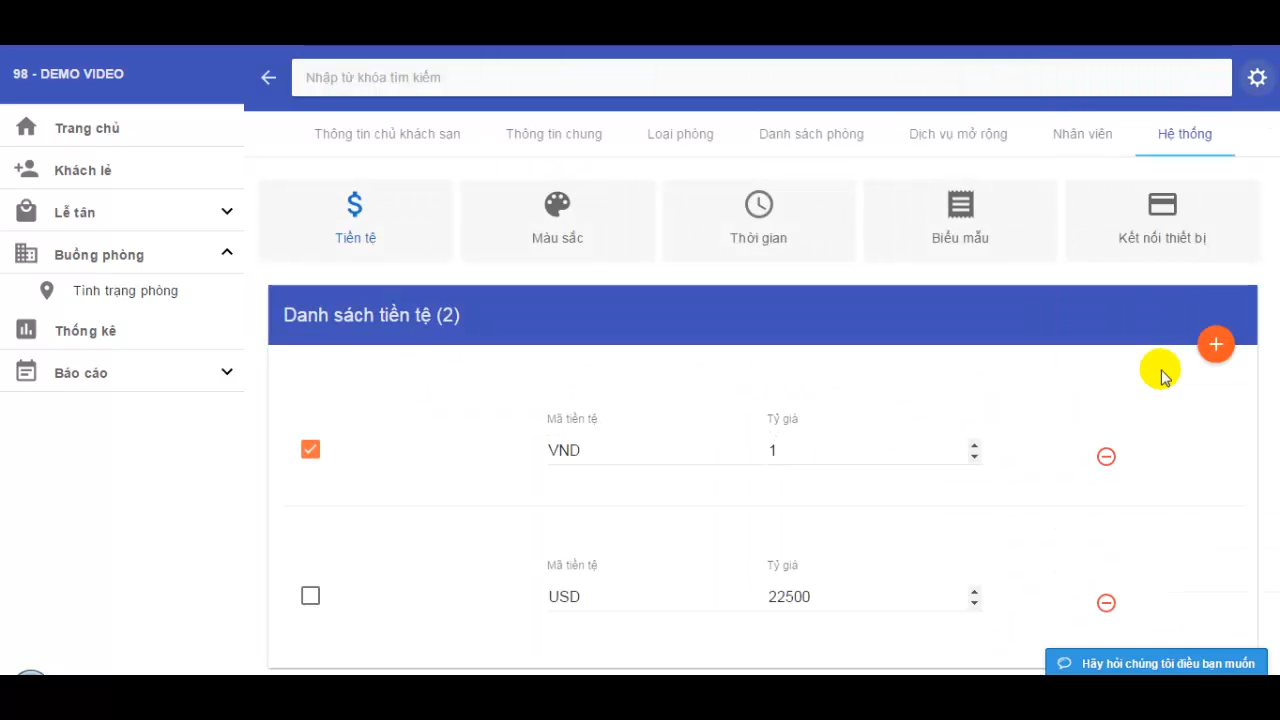 98 - DEMO VIDEO
Nhập từ khóa tìm kiếm
Trang chủ
Khách lẻ
Lễ tân
Buồng phòng
Tình trạng phòng
Thống kê
Báo cáo
Thông tin chủ khách sạn
Thông tin chung
Loại phòng
Danh sách phòng
Dịch vụ mở rộng
Nhân viên
Hệ thống
Tiền tệ
Màu sắc
Thời gian
Biểu mẫu
Kết nối thiết bị
Danh sách tiền tệ (2)
Mã tiền tệ
Tỷ giá
VND
1
Mã tiền tệ
Tỷ giá
USD
22500
Hãy hỏi chúng tôi điều bạn muốn